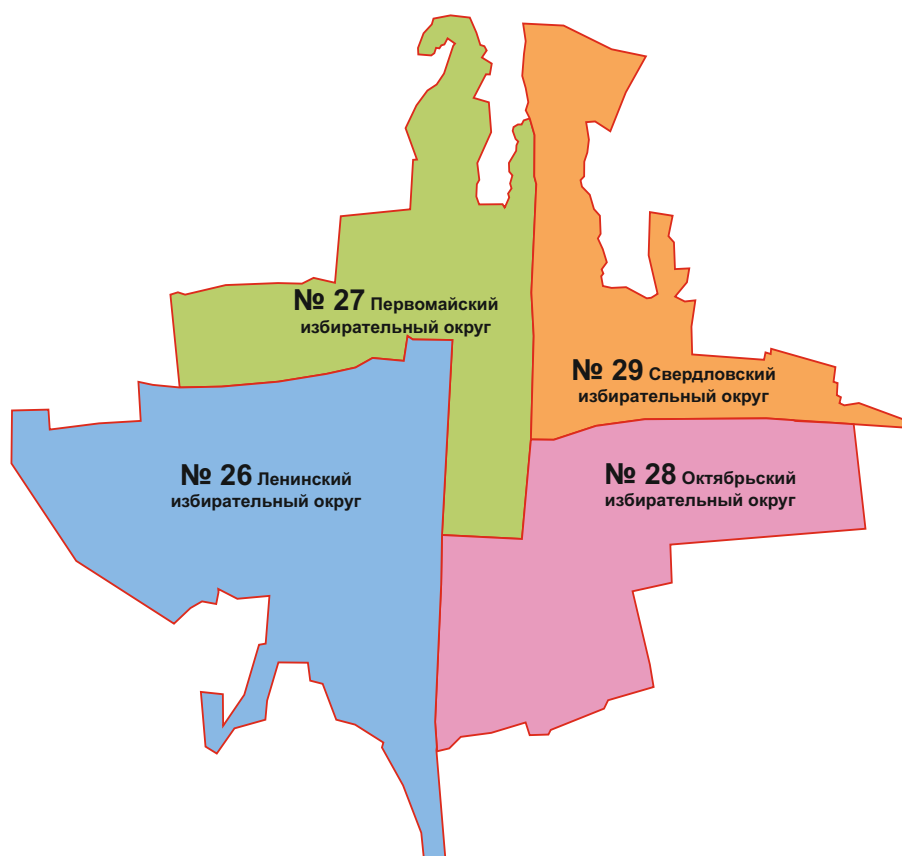 № 27 Первомайский
избирательный округ
№ 29 Свердловский
избирательный округ
№ 26 Ленинский
избирательный округ
№ 28 Октябрьский
избирательный округ